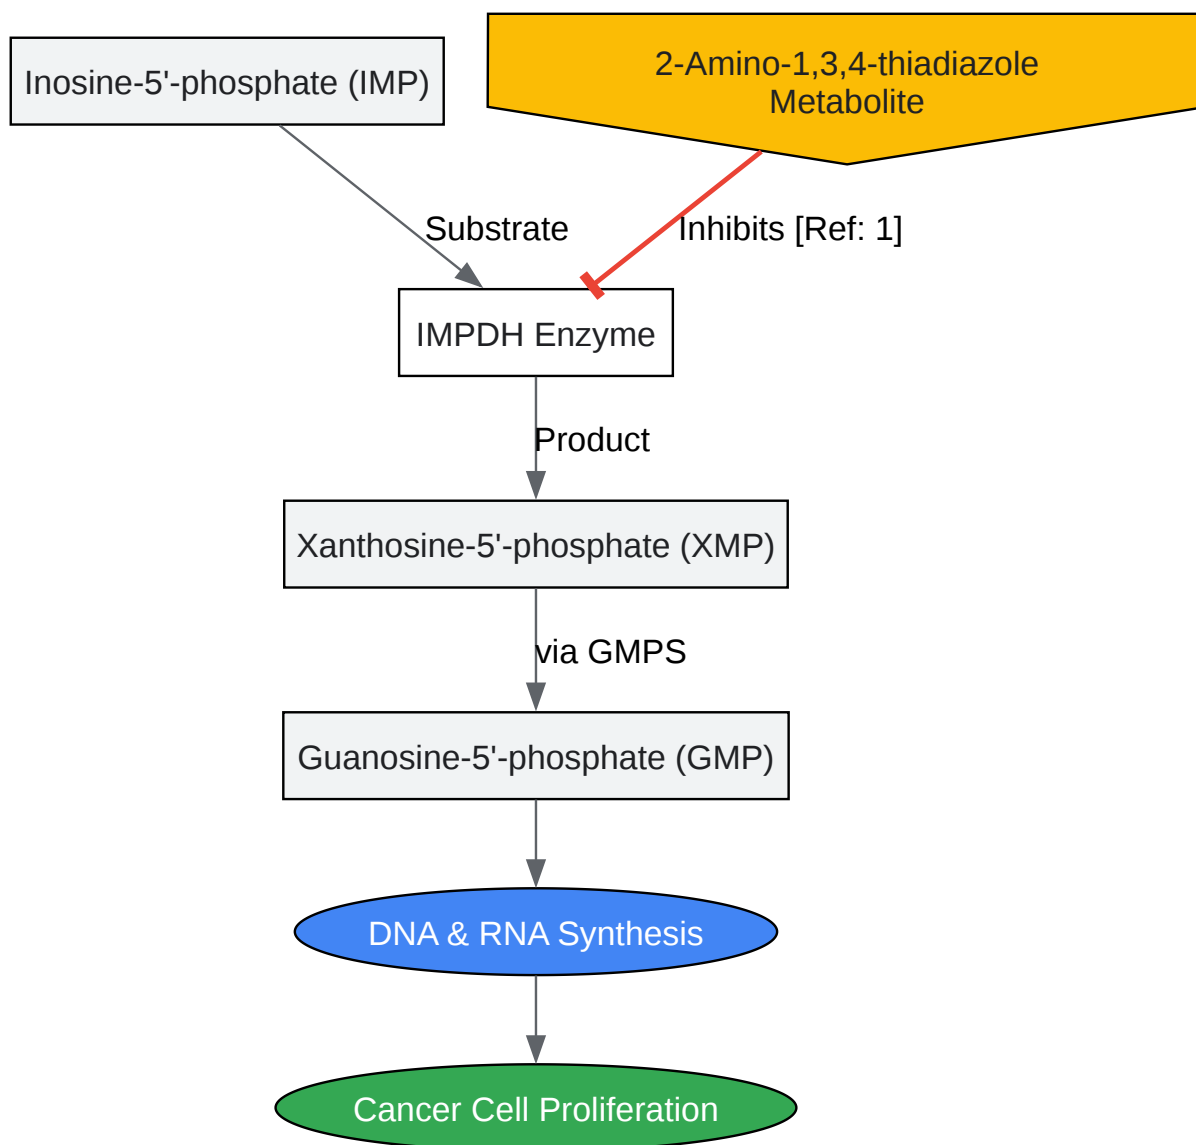 Inosine-5'-phosphate (IMP)
2-Amino-1,3,4-thiadiazole
Metabolite
Substrate
Inhibits [Ref: 1]
IMPDH Enzyme
Product
Xanthosine-5'-phosphate (XMP)
via GMPS
Guanosine-5'-phosphate (GMP)
DNA & RNA Synthesis
Cancer Cell Proliferation